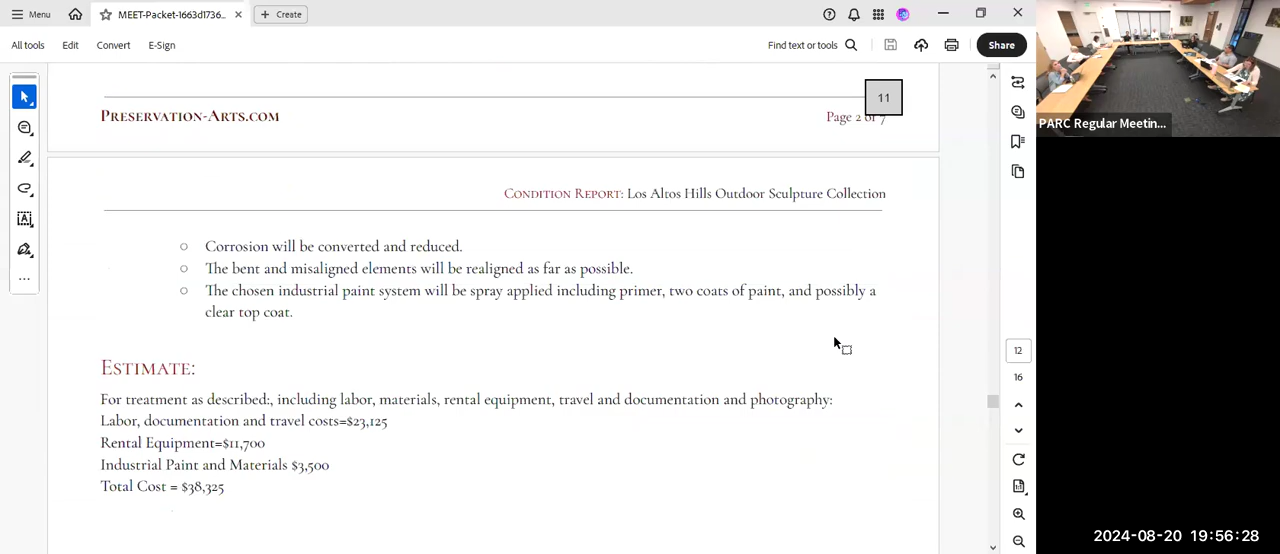 Menu
MEET-Packet-1663d1736...
Create
All tools
Edit
Convert
E-Sign
Find text or tools
Share
11
PRESERVATION-ARTS.COM
Page 2 of 7
CONDITION REPORT: Los Altos Hills Outdoor Sculpture Collection
Corrosion will be converted and reduced.
The bent and misaligned elements will be realigned as far as possible.
The chosen industrial paint system will be spray applied including primer, two coats of paint, and possibly a
clear top coat.
ESTIMATE:
For treatment as described:, including labor, materials, rental equipment, travel and documentation and photography:
Labor, documentation and travel costs=$23,125
Rental Equipment=$11,700
Industrial Paint and Materials $3,500
Total Cost = $38,325
12
16
PARC Regular Meetin...
2024-08-20 19:56:28